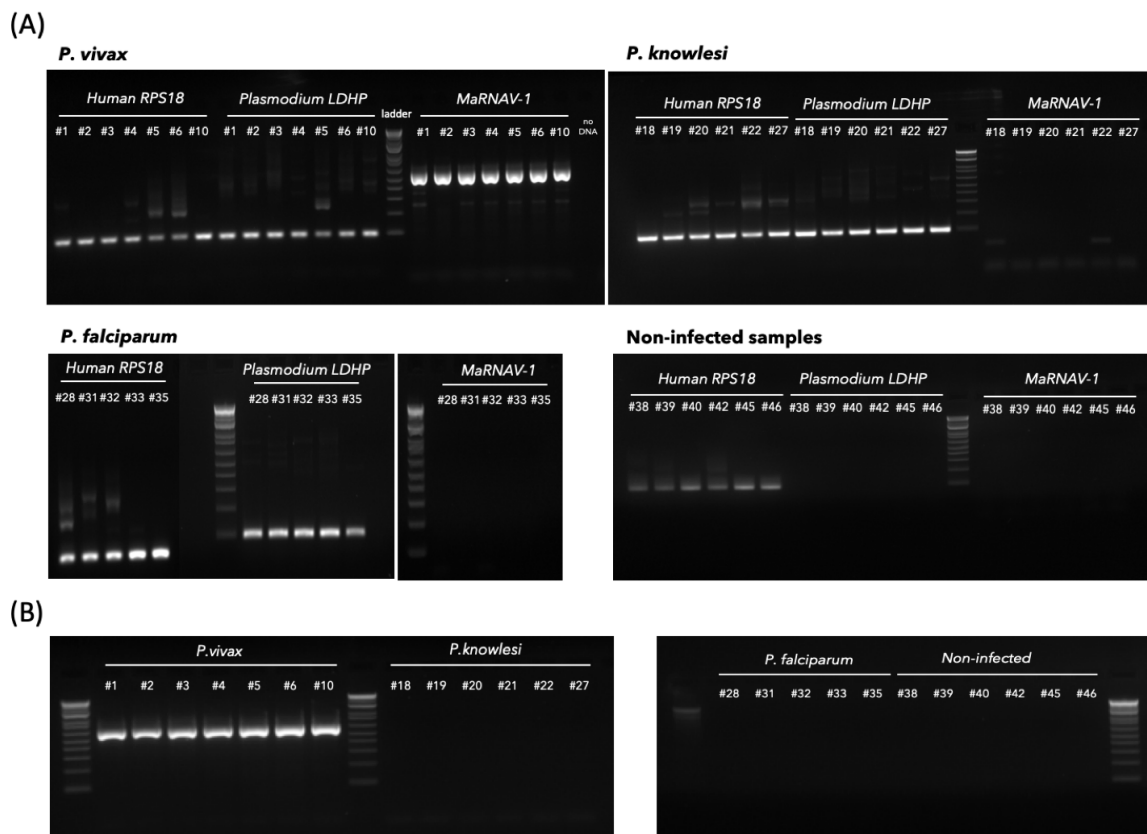 (A)
P. vivax
Human RPS18 Plasmodium LDHP ladder MaRNAV-1
#1 #2 #3 #4 #5 #6 #10 #1 #2 #3 #4 #5 #6 #10 #1 #2 #3 #4 #5 #6 #10 no DNA
P. knowlesi
Human RPS18 Plasmodium LDHP MaRNAV-1
#18 #19 #20 #21 #22 #27 #18 #19 #20 #21 #22 #27 #18 #19 #20 #21 #22 #27
P. falciparum
Human RPS18 Plasmodium LDHP MaRNAV-1
#28 #31 #32 #33 #35 #28 #31 #32 #33 #35 #28 #31 #32 #33 #35
Non-infected samples
Human RPS18 Plasmodium LDHP MaRNAV-1
#38 #39 #40 #42 #45 #46 #38 #39 #40 #42 #45 #46 #38 #39 #40 #42 #45 #46
(B)
P.vivax P.knowlesi
#1 #2 #3 #4 #5 #6 #10 #18 #19 #20 #21 #22 #27
P. falciparum Non-infected
#28 #31 #32 #33 #35 #38 #39 #40 #42 #45 #46